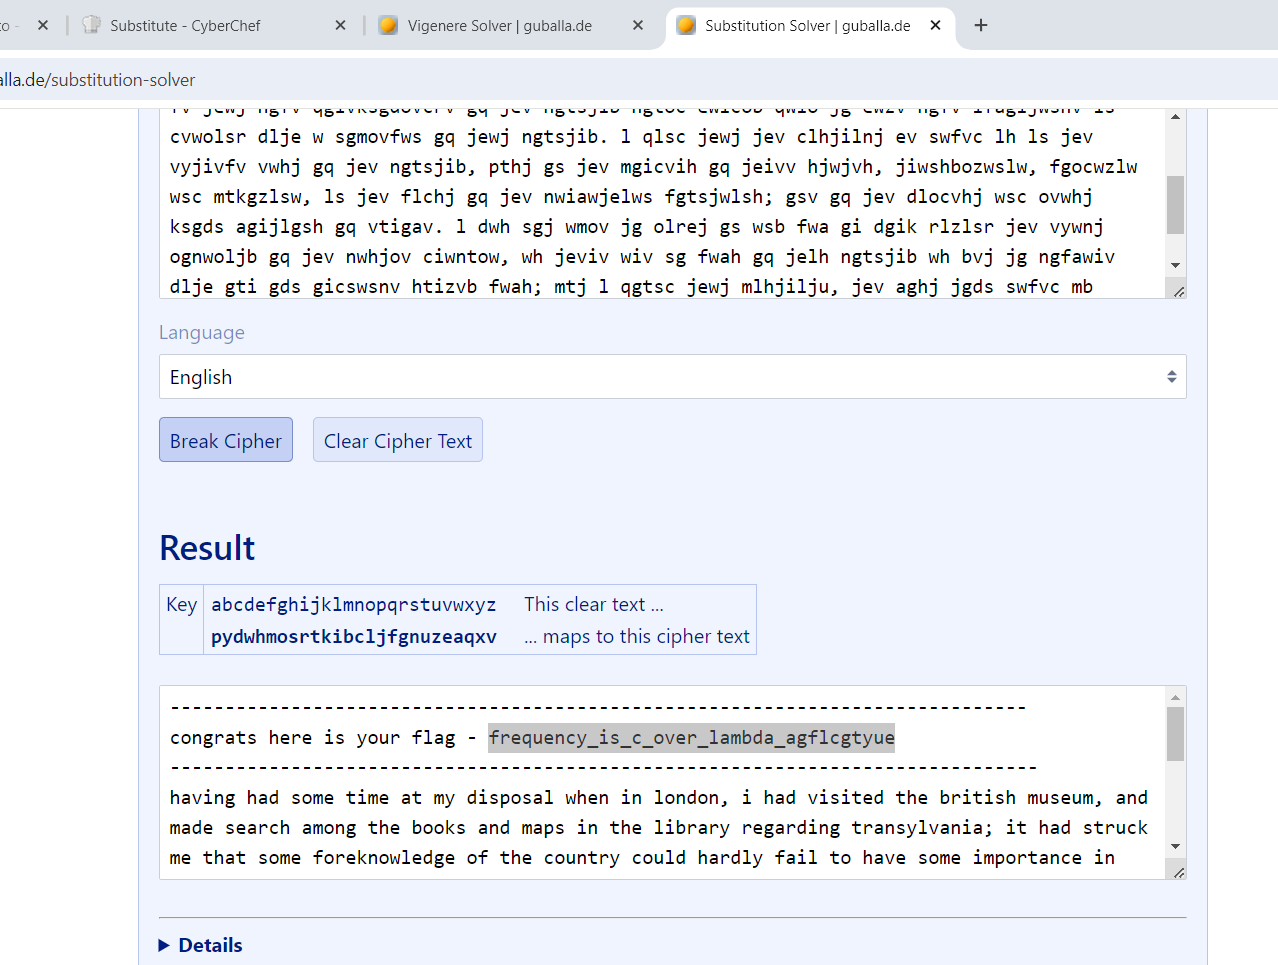 to -
Substitute - CyberChef
Vigenere Solver | guballa.de
Substitution Solver | guballa.de
alla.de/substitution-solver
cvwolsr dlje w sgmovfws gq jewj ngtsjib. l qlsc jewj jev clhjilnj ev swfvc lh ls jev
vyjivfv vwhj gq jev ngtsjib, pthj gs jev mgicvih gq jeivv hjwjvh, jiwshbozwslw, fgocwzlw
wsc mtkgzlsw, ls jev flchj gq jev nwiawjelws fgtsjwlsh; gsv gq jev dlocvhj wsc ovwhj
ksgds agijlgsh gq vtigav. l dwh sgj wmov jg olrej gs wsb fwa gi dgik rlzlsr jev vywnj
ognwoljb gq jev nwhjov ciwntow, wh jeviv wiv sg fwah gq jelh ngtsjib wh bvj jg ngfawiv
dlje gti gds gicswsnv htizvb fwah; mtj l qgtsc jewj mlhjilju, jev aghj jgds swfvc mb
Language
English
Break Cipher
Clear Cipher Text
Result
Key abcdefghijklmnopqrstuvwxyz This clear text ...
pydwhmosrtkibcljfgnuzeaqxv ... maps to this cipher text
------------------------------------------------------------------------------
congrats here is your flag - frequency_is_c_over_lambda_agflcgtyue
-------------------------------------------------------------------------------
having had some time at my disposal when in london, i had visited the british museum, and
made search among the books and maps in the library regarding transylvania; it had struck
me that some foreknowledge of the country could hardly fail to have some importance in
Details